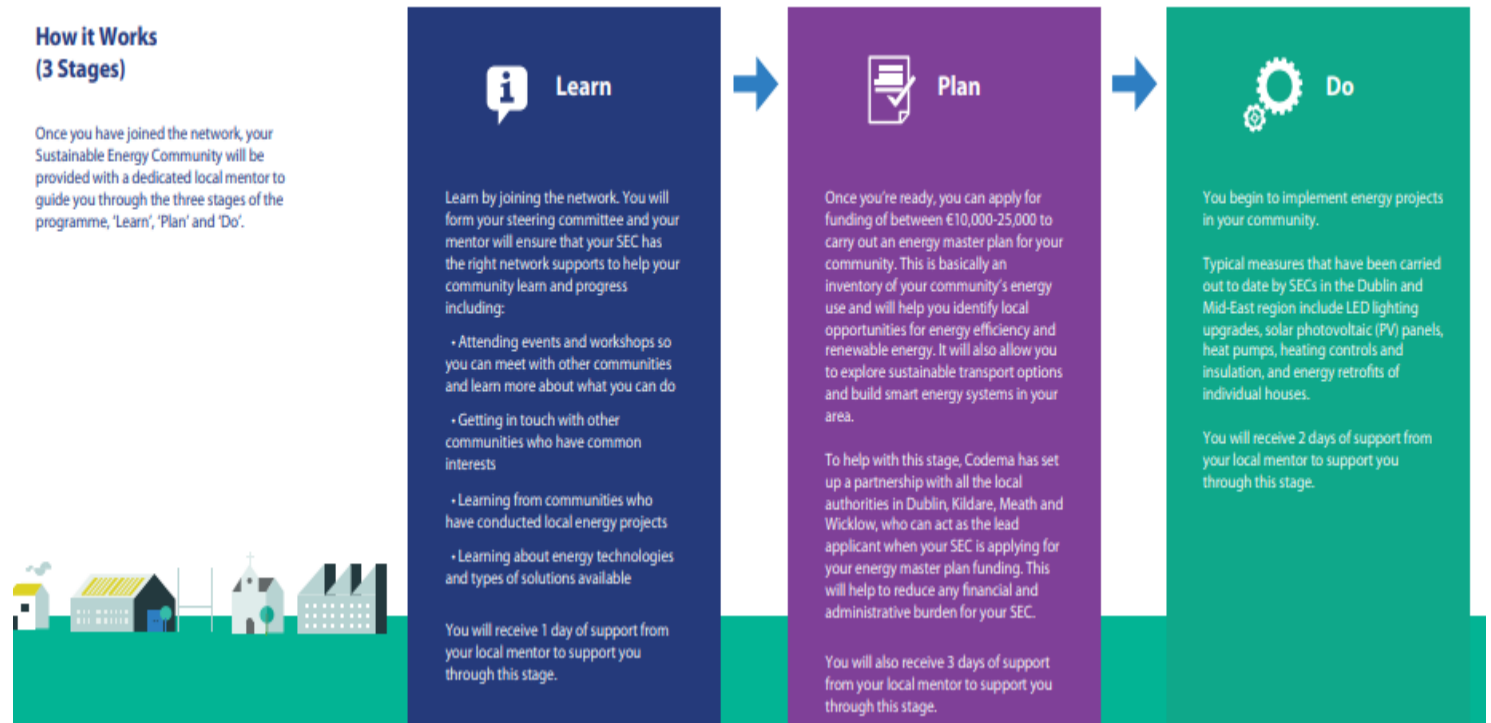 How it Works
(3 Stages)
Once you have joined the network, your
Sustainable Energy Community will be
provided with a dedicated local mentor to
guide you through the three stages of the
programme, 'Learn', 'Plan' and 'Do'.
i
Learn
Learn by joining the network. You will
form your steering committee and your
mentor will ensure that your SEC has
the right network supports to help your
community learn and progress
including:
• Attending events and workshops so
you can meet with other communities
and learn more about what you can do
• Getting in touch with other
communities who have common
interests
• Learning from communities who
have conducted local energy projects
• Learning about energy technologies
and types of solutions available
You will receive 1 day of support from
your local mentor to support you
through this stage.
Plan
Once you're ready, you can apply for
funding of between €10,000-25,000 to
carry out an energy master plan for your
community. This is basically an
inventory of your community's energy
use and will help you identify local
opportunities for energy efficiency and
renewable energy. It will also allow you
to explore sustainable transport options
and build smart energy systems in your
area.
To help with this stage, Codema has set
up a partnership with all the local
authorities in Dublin, Kildare, Meath and
Wicklow, who can act as the lead
applicant when your SEC is applying for
your energy master plan funding. This
will help to reduce any financial and
administrative burden for your SEC.
You will also receive 3 days of support
from your local mentor to support you
through this stage.
Do
You begin to implement energy projects
in your community.
Typical measures that have been carried
out to date by SECs in the Dublin and
Mid-East region include LED lighting
upgrades, solar photovoltaic (PV) panels,
heat pumps, heating controls and
insulation, and energy retrofits of
individual houses.
You will receive 2 days of support from
your local mentor to support you
through this stage.